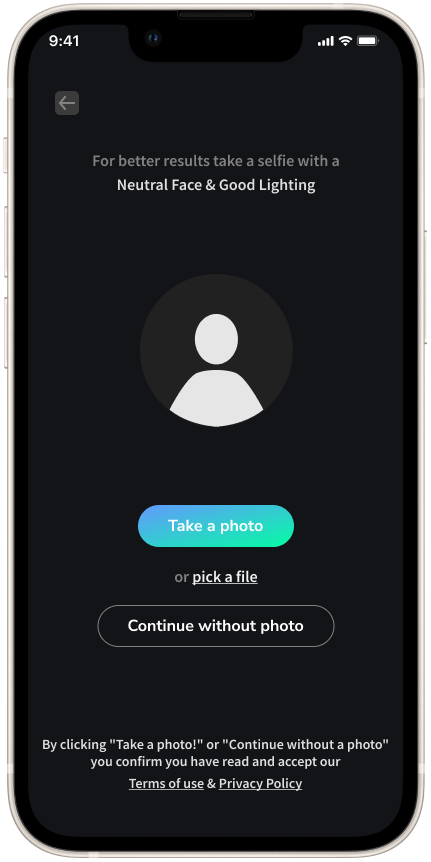 9:41
For better results take a selfie with a
Neutral Face & Good Lighting
Take a photo
or pick a file
Continue without photo
By clicking "Take a photo!" or "Continue without a photo"
you confirm you have read and accept our
Terms of use & Privacy Policy